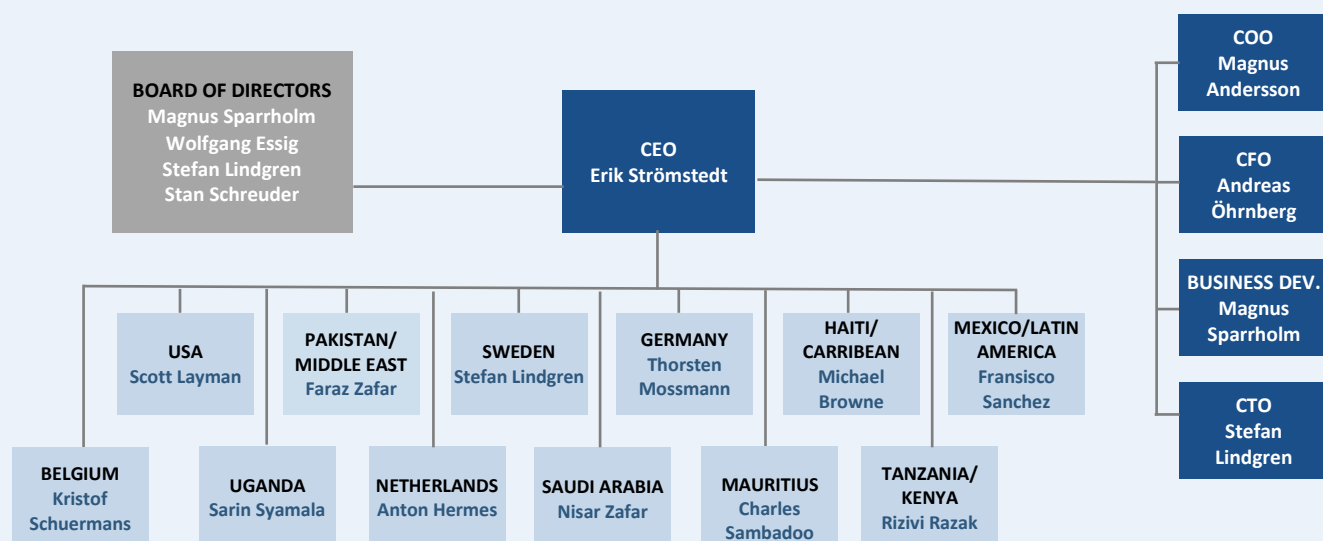 BOARD OF DIRECTORS
Magnus Sparrholm
Wolfgang Essig
Stefan Lindgren
Stan Schreuder
CEO
Erik Strömstedt
COO
Magnus
Andersson
CFO
Andreas
Öhrnberg
BUSINESS DEV.
Magnus
Sparrholm
CTO
Stefan
Lindgren
USA
Scott Layman
PAKISTAN/
MIDDLE EAST
Faraz Zafar
SWEDEN
Stefan Lindgren
GERMANY
Thorsten
Mossmann
HAITI/
CARRIBEAN
Michael
Browne
MEXICO/LATIN
AMERICA
Fransisco
Sanchez
BELGIUM
Kristof
Schuermans
UGANDA
Sarin Syamala
NETHERLANDS
Anton Hermes
SAUDI ARABIA
Nisar Zafar
MAURITIUS
Charles
Sambadoo
TANZANIA/
KENYA
Rizivi Razak